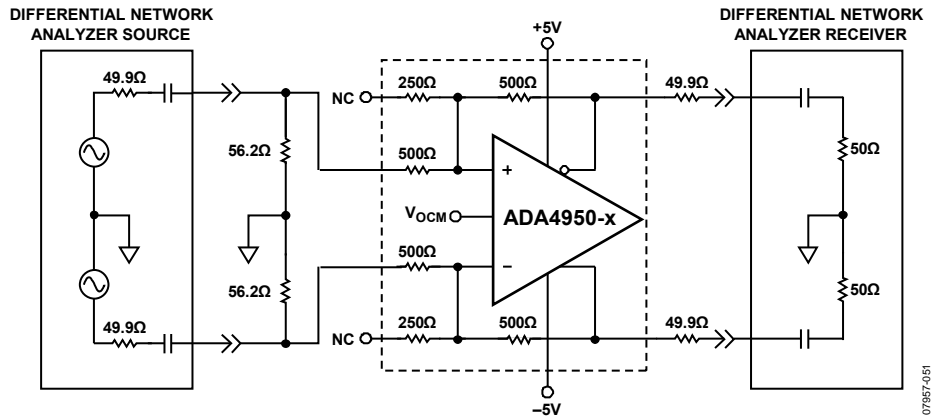 DIFFERENTIAL NETWORK
ANALYZER SOURCE
DIFFERENTIAL NETWORK
ANALYZER RECEIVER
+5V
49.9Ω
NC
250Ω
500Ω
49.9Ω
56.2Ω
500Ω
+
50Ω
VOCM
ADA4950-x
500Ω
−
56.2Ω
50Ω
49.9Ω
NC
250Ω
500Ω
49.9Ω
−5V
07957-051